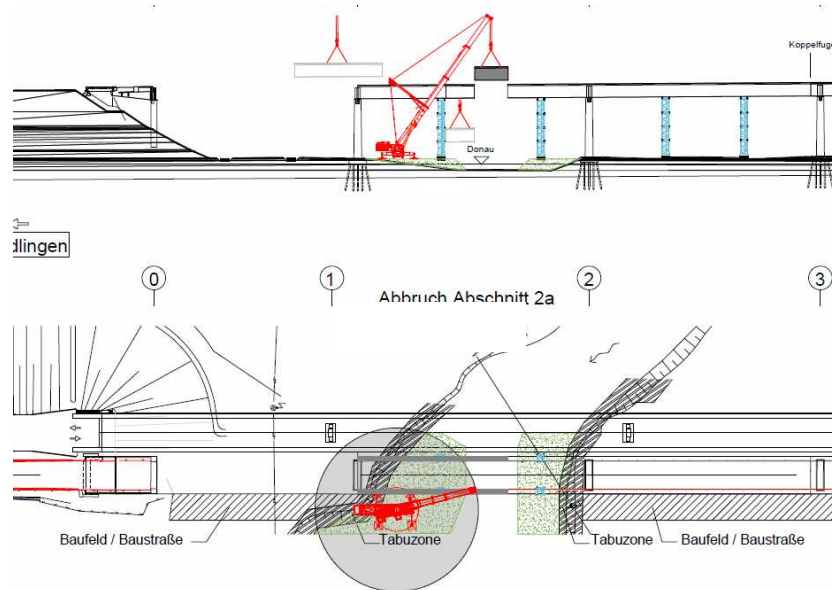 Koppelfuge
Donau
dlingen
0
1
2
3
Abbruch Abschnitt 2a
Baufeld / Baustraße
Tabuzone
Tabuzone
Baufeld / Baustraße